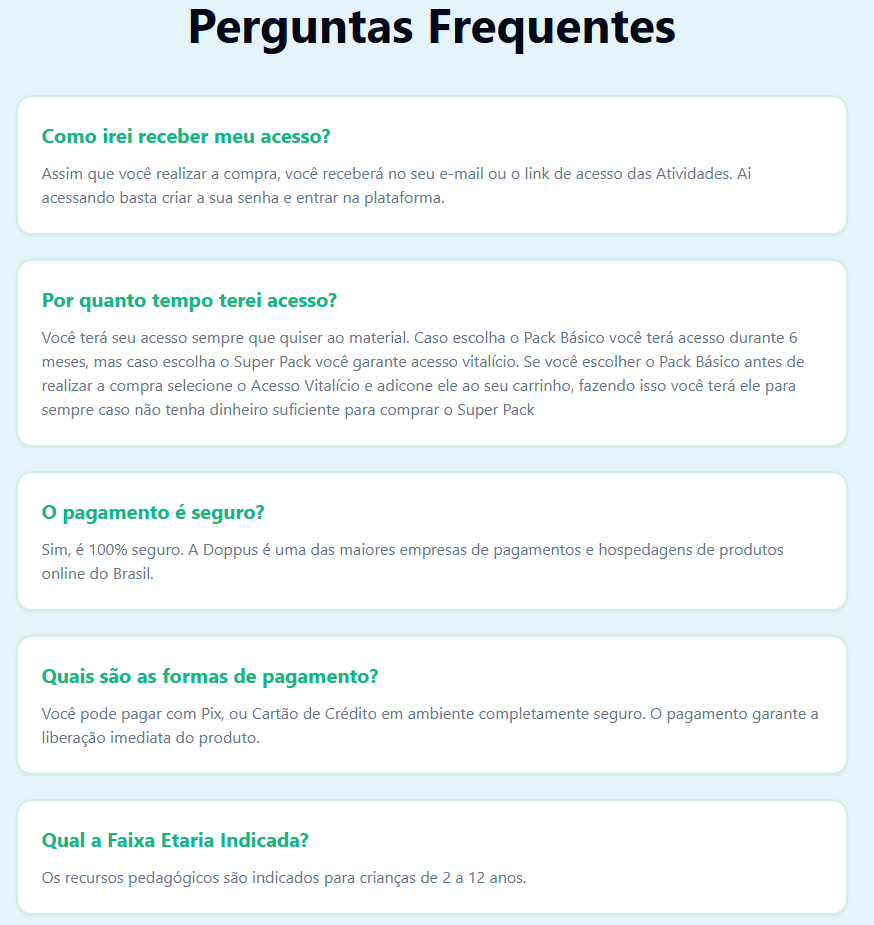 Perguntas Frequentes
Como irei receber meu acesso?
Assim que você realizar a compra, você receberá no seu e-mail ou o link de acesso das Atividades. Ai
acessando basta criar a sua senha e entrar na plataforma.
Por quanto tempo terei acesso?
Você terá seu acesso sempre que quiser ao material. Caso escolha o Pack Básico você terá acesso durante 6
meses, mas caso escolha o Super Pack você garante acesso vitalício. Se você escolher o Pack Básico antes de
realizar a compra selecione o Acesso Vitalício e adicone ele ao seu carrinho, fazendo isso você terá ele para
sempre caso não tenha dinheiro suficiente para comprar o Super Pack
O pagamento é seguro?
Sim, é 100% seguro. A Doppus é uma das maiores empresas de pagamentos e hospedagens de produtos
online do Brasil.
Quais são as formas de pagamento?
Você pode pagar com Pix, ou Cartão de Crédito em ambiente completamente seguro. O pagamento garante a
liberação imediata do produto.
Qual a Faixa Etaria Indicada?
Os recursos pedagógicos são indicados para crianças de 2 a 12 anos.